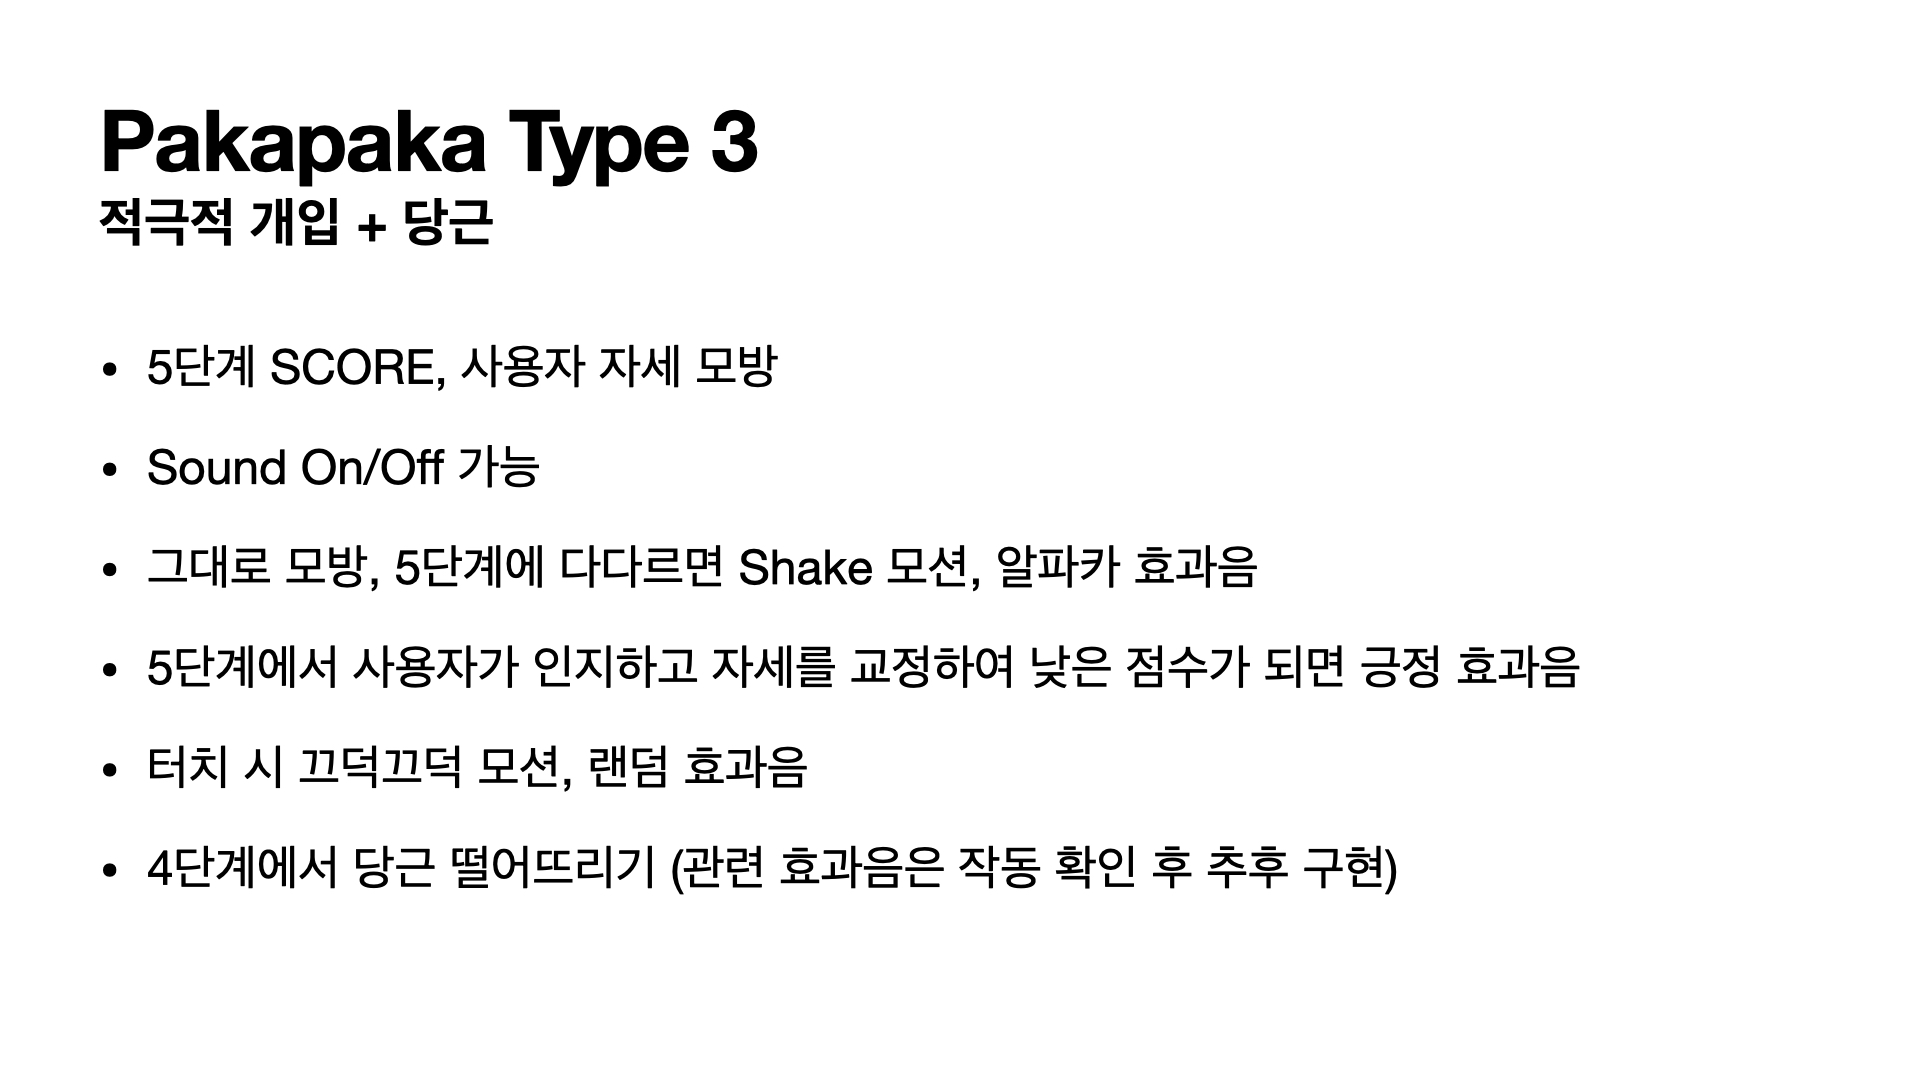 Pakapaka Type 3
적극적 개입 + 당근
• 5단계 SCORE, 사용자 자세 모방
• Sound On/Off 가능
• 그대로 모방, 5단계에 다다르면 Shake 모션, 알파카 효과음
• 5단계에서 사용자가 인지하고 자세를 교정하여 낮은 점수가 되면 긍정 효과음
• 터치 시 끄덕끄덕 모션, 랜덤 효과음
• 4단계에서 당근 떨어뜨리기 (관련 효과음은 작동 확인 후 추후 구현)